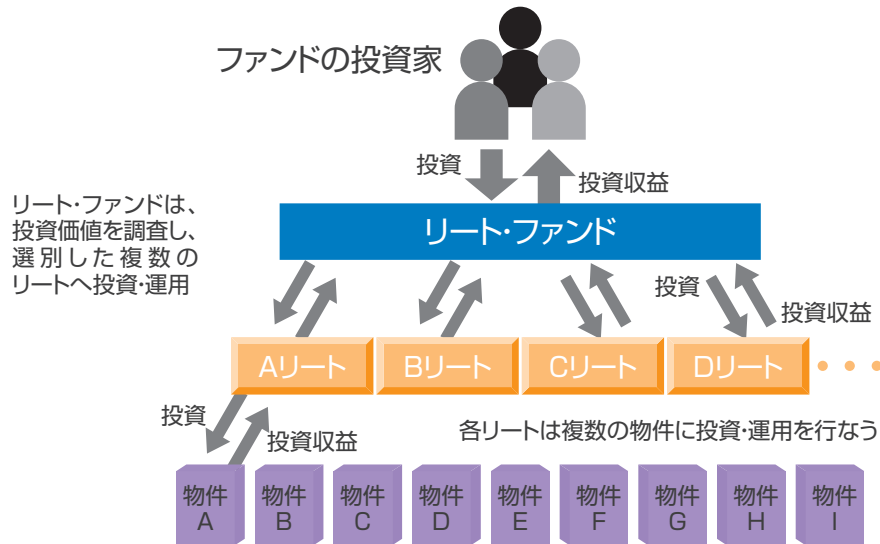 ファンドの投資家
投資
投資収益
リート・ファンドは、
投資価値を調査し、
選別した複数の
リートへ投資・運用
リート・ファンド
投資
投資収益
Aリート
Bリート
Cリート
Dリート
投資
投資収益
各リートは複数の物件に投資・運用を行なう
物件
A
物件
B
物件
C
物件
D
物件
E
物件
F
物件
G
物件
H
物件
I